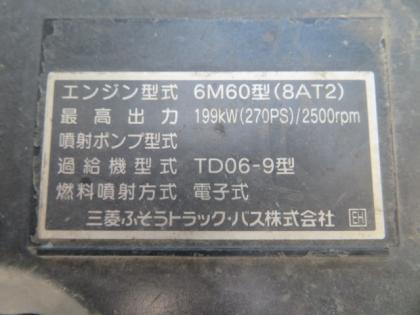 エンジン型式 6M60型(8AT2)
最高出力 199kW(270PS)/2500rpm
噴射ポンプ型式
過給機型式 TD06-9型
燃料噴射方式 電子式
三菱ふそうトラック・バス株式会社 EH